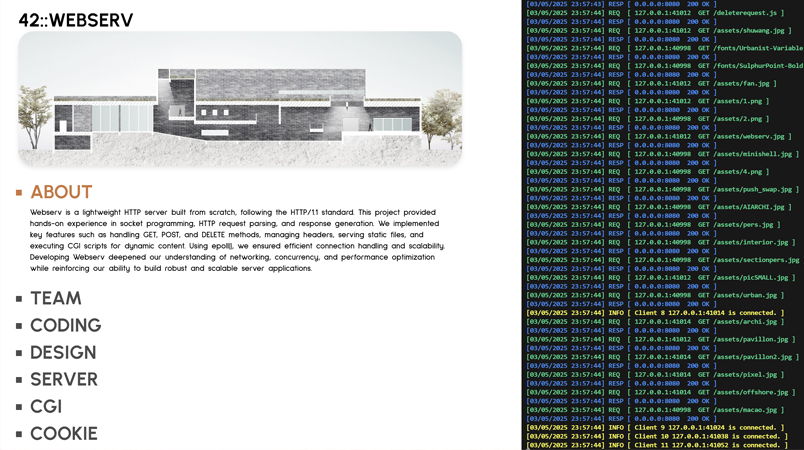 42::WEBSERV
ABOUT
Webserv is a lightweight HTTP server built from scratch, following the HTTP/1.1 standard. This project provided
hands-on experience in socket programming, HTTP request parsing, and response generation. We implemented
key features such as handling GET, POST, and DELETE methods, managing headers, serving static files, and
executing CGI scripts for dynamic content. Using epoll(), we ensured efficient connection handling and scalability.
Developing Webserv deepened our understanding of networking, concurrency, and performance optimization
while reinforcing our ability to build robust and scalable server applications.
TEAM
CODING
DESIGN
SERVER
CGI
COOKIE
[03/05/2025 23:57:43] RESP [ 0.0.0.0:8080 200 OK ]
[03/05/2025 23:57:44] REQ [ 127.0.0.1:41012 GET /deleterequest.js ]
[03/05/2025 23:57:44] RESP [ 0.0.0.0:8080 200 OK ]
[03/05/2025 23:57:44] REQ [ 127.0.0.1:41012 GET /assets/shuwang.jpg ]
[03/05/2025 23:57:44] RESP [ 0.0.0.0:8080 200 OK ]
[03/05/2025 23:57:44] REQ [ 127.0.0.1:40998 GET /fonts/Urbanist-Variable
[03/05/2025 23:57:44] RESP [ 0.0.0.0:8080 200 OK ]
[03/05/2025 23:57:44] REQ [ 127.0.0.1:40998 GET /fonts/SulphurPoint-Bold
[03/05/2025 23:57:44] RESP [ 0.0.0.0:8080 200 OK ]
[03/05/2025 23:57:44] REQ [ 127.0.0.1:41012 GET /assets/fan.jpg ]
[03/05/2025 23:57:44] RESP [ 0.0.0.0:8080 200 OK ]
[03/05/2025 23:57:44] REQ [ 127.0.0.1:41012 GET /assets/1.png ]
[03/05/2025 23:57:44] RESP [ 0.0.0.0:8080 200 OK ]
[03/05/2025 23:57:44] REQ [ 127.0.0.1:40998 GET /assets/2.png ]
[03/05/2025 23:57:44] RESP [ 0.0.0.0:8080 200 OK ]
[03/05/2025 23:57:44] REQ [ 127.0.0.1:41012 GET /assets/webserv.jpg ]
[03/05/2025 23:57:44] RESP [ 0.0.0.0:8080 200 OK ]
[03/05/2025 23:57:44] REQ [ 127.0.0.1:40998 GET /assets/minishell.jpg ]
[03/05/2025 23:57:44] RESP [ 0.0.0.0:8080 200 OK ]
[03/05/2025 23:57:44] REQ [ 127.0.0.1:40998 GET /assets/4.png ]
[03/05/2025 23:57:44] RESP [ 0.0.0.0:8080 200 OK ]
[03/05/2025 23:57:44] REQ [ 127.0.0.1:40998 GET /assets/push_swap.jpg ]
[03/05/2025 23:57:44] RESP [ 0.0.0.0:8080 200 OK ]
[03/05/2025 23:57:44] REQ [ 127.0.0.1:40998 GET /assets/AIARCHI.jpg ]
[03/05/2025 23:57:44] RESP [ 0.0.0.0:8080 200 OK ]
[03/05/2025 23:57:44] REQ [ 127.0.0.1:40998 GET /assets/pers.jpg ]
[03/05/2025 23:57:44] RESP [ 0.0.0.0:8080 200 OK ]
[03/05/2025 23:57:44] REQ [ 127.0.0.1:40998 GET /assets/interior.jpg ]
[03/05/2025 23:57:44] RESP [ 0.0.0.0:8080 200 OK ]
[03/05/2025 23:57:44] REQ [ 127.0.0.1:40998 GET /assets/sectionpers.jpg
[03/05/2025 23:57:44] RESP [ 0.0.0.0:8080 200 OK ]
[03/05/2025 23:57:44] REQ [ 127.0.0.1:41012 GET /assets/picSMALL.jpg ]
[03/05/2025 23:57:44] RESP [ 0.0.0.0:8080 200 OK ]
[03/05/2025 23:57:44] REQ [ 127.0.0.1:40998 GET /assets/urban.jpg ]
[03/05/2025 23:57:44] RESP [ 0.0.0.0:8080 200 OK ]
[03/05/2025 23:57:44] INFO [ Client 8 127.0.0.1:41014 is connected. ]
[03/05/2025 23:57:44] REQ [ 127.0.0.1:41014 GET /assets/archi.jpg ]
[03/05/2025 23:57:44] RESP [ 0.0.0.0:8080 200 OK ]
[03/05/2025 23:57:44] REQ [ 127.0.0.1:41012 GET /assets/pavillon.jpg ]
[03/05/2025 23:57:44] RESP [ 0.0.0.0:8080 200 OK ]
[03/05/2025 23:57:44] REQ [ 127.0.0.1:41014 GET /assets/pavillon2.jpg ]
[03/05/2025 23:57:44] RESP [ 0.0.0.0:8080 200 OK ]
[03/05/2025 23:57:44] REQ [ 127.0.0.1:41014 GET /assets/pixel.jpg ]
[03/05/2025 23:57:44] RESP [ 0.0.0.0:8080 200 OK ]
[03/05/2025 23:57:44] REQ [ 127.0.0.1:41014 GET /assets/offshore.jpg ]
[03/05/2025 23:57:44] RESP [ 0.0.0.0:8080 200 OK ]
[03/05/2025 23:57:44] REQ [ 127.0.0.1:40998 GET /assets/macao.jpg ]
[03/05/2025 23:57:44] RESP [ 0.0.0.0:8080 200 OK ]
[03/05/2025 23:57:44] INFO [ Client 9 127.0.0.1:41024 is connected. ]
[03/05/2025 23:57:44] INFO [ Client 10 127.0.0.1:41038 is connected. ]
[03/05/2025 23:57:44] INFO [ Client 11 127.0.0.1:41052 is connected. ]